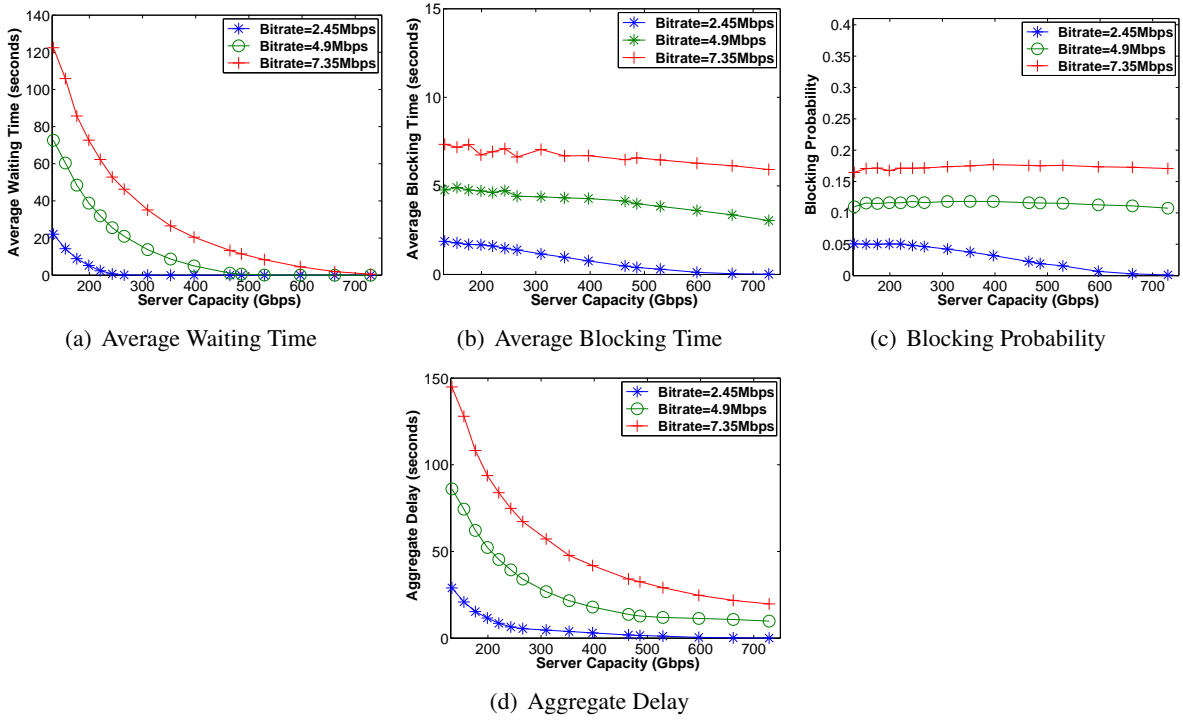 140
120
100
80
60
40
20
0
Average Waiting Time (seconds)
Bitrate=2.45Mbps
Bitrate=4.9Mbps
Bitrate=7.35Mbps
200 300 400 500 600 700
Server Capacity (Gbps)
(a) Average Waiting Time
15
10
5
0
Average Blocking Time (seconds)
Bitrate=2.45Mbps
Bitrate=4.9Mbps
Bitrate=7.35Mbps
200 300 400 500 600 700
Server Capacity (Gbps)
(b) Average Blocking Time
0.4
0.35
0.3
0.25
0.2
0.15
0.1
0.05
0
Blocking Probability
Bitrate=2.45Mbps
Bitrate=4.9Mbps
Bitrate=7.35Mbps
200 300 400 500 600 700
Server Capacity (Gbps)
(c) Blocking Probability
150
100
50
0
Aggregate Delay (seconds)
Bitrate=2.45Mbps
Bitrate=4.9Mbps
Bitrate=7.35Mbps
200 300 400 500 600 700
Server Capacity (Gbps)
(d) Aggregate Delay